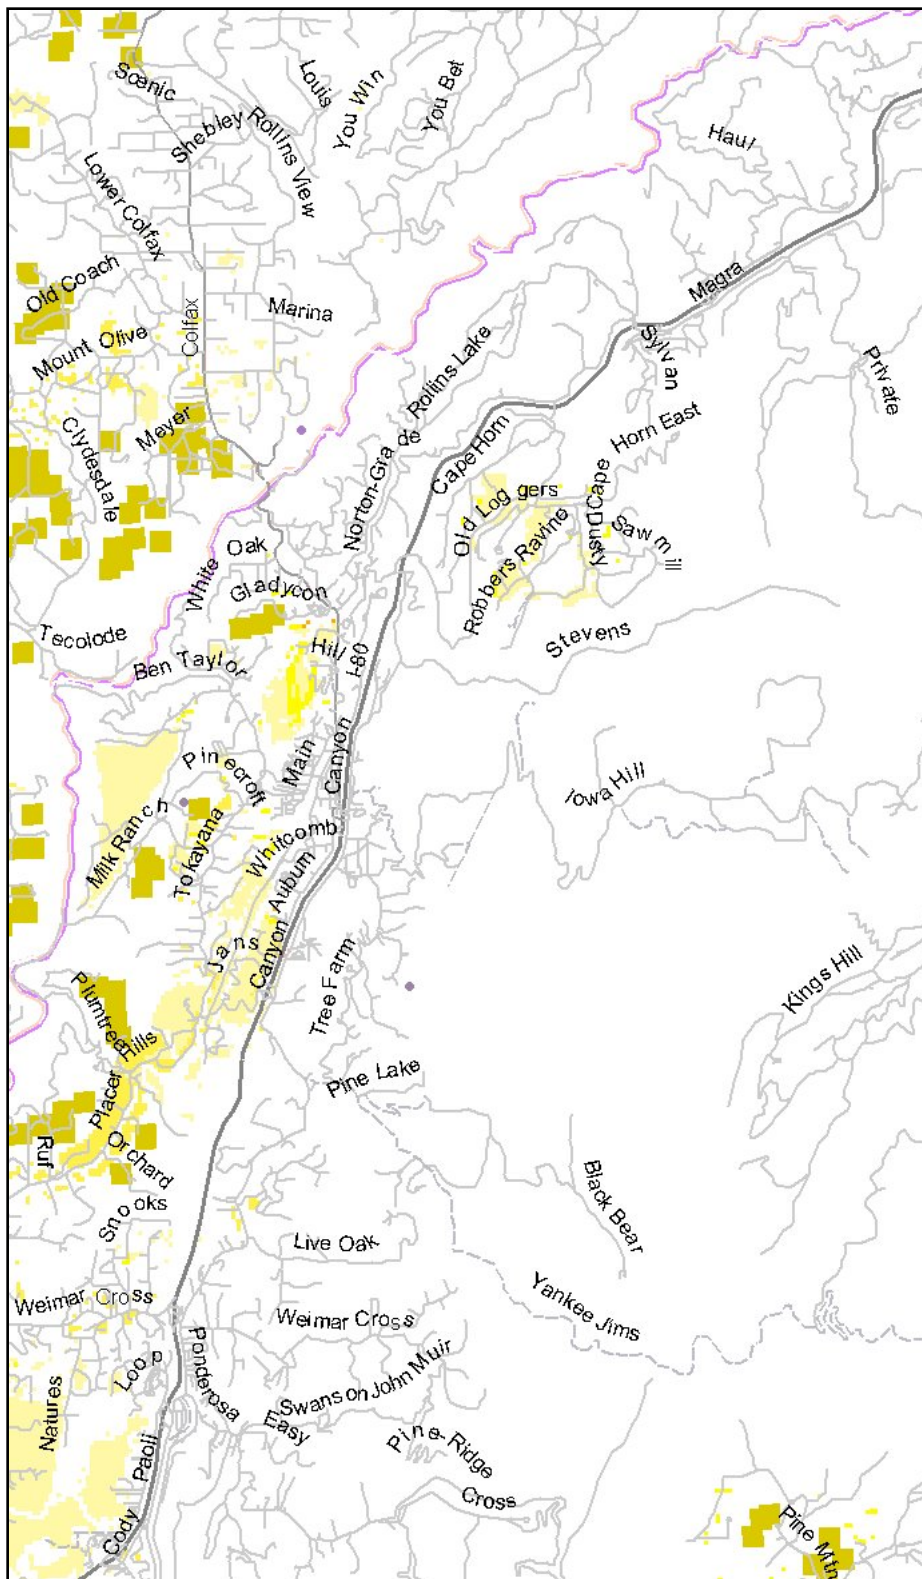 Scenic
Louis
You Win
You Bet
Shebley
Rollins View
Haul
Lower Colfax
Old Coach
Colfax
Marina
Magra
Mount Olive
Rollins Lake
Sylvan
Private
Meyer
Clydesdale
Norton-Grade
Cape Horn
Cape Horn East
Old Loggers
Robbers Ravine
Dusty
Sawmill
White Oak
Gladycon
Tecolode
Ben Taylor
Hill
I-80
Stevens
Pinecroft
Main
Canyon
Iowa Hill
Milk Ranch
Tokayana
Whitcomb
Auburn
Jans
Canyon
Tree Farm
Kings Hill
Plumtree
Placer Hills
Pine Lake
Ruf
Orchard
Snooks
Black Bear
Live Oak
Weimar Cross
Weimar Cross
Yankee Jims
Loop
Ponderosa
Swanson
John Muir
Natures
Easy
Paoli
Pine-Ridge
Cross
Cody
Pine Mtn